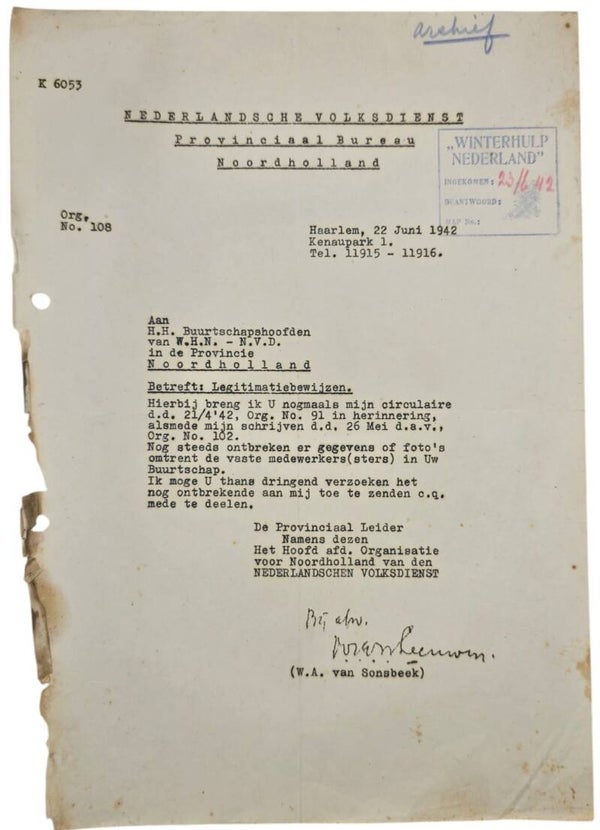 archief
K 6053
NEDERLANDSCHE VOLKSDIENST
Provinciaal Bureau
Noordholland
„WINTERHULP
NEDERLAND”
INGEKOMEN: 23/6 42
BEANTWOORD:
MAP No.:
Org.
No. 108
Haarlem, 22 Juni 1942
Kenaupark 1.
Tel. 11915 - 11916.
Aan
H.H. Buurtschapshoofden
van W.H.N. - N.V.D.
in de Provincie
Noordholland
Betreft: Legitimatiebewijzen.
Hierbij breng ik U nogmaals mijn circulaire
d.d. 21/4'42, Org. No. 91 in herinnering,
alsmede mijn schrijven d.d. 26 Mei d.a.v.,
Org. No. 102.
Nog steeds ontbreken er gegevens of foto's
omtrent de vaste medewerkers(sters) in Uw
Buurtschap.
Ik moge U thans dringend verzoeken het
nog ontbrekende aan mij toe te zenden c.q.
mede te deelen.
De Provinciaal Leider
Namens dezen
Het Hoofd afd. Organisatie
voor Noordholland van den
NEDERLANDSCHEN VOLKSDIENST
Bij afw.
(W.A. van Sonsbeek)